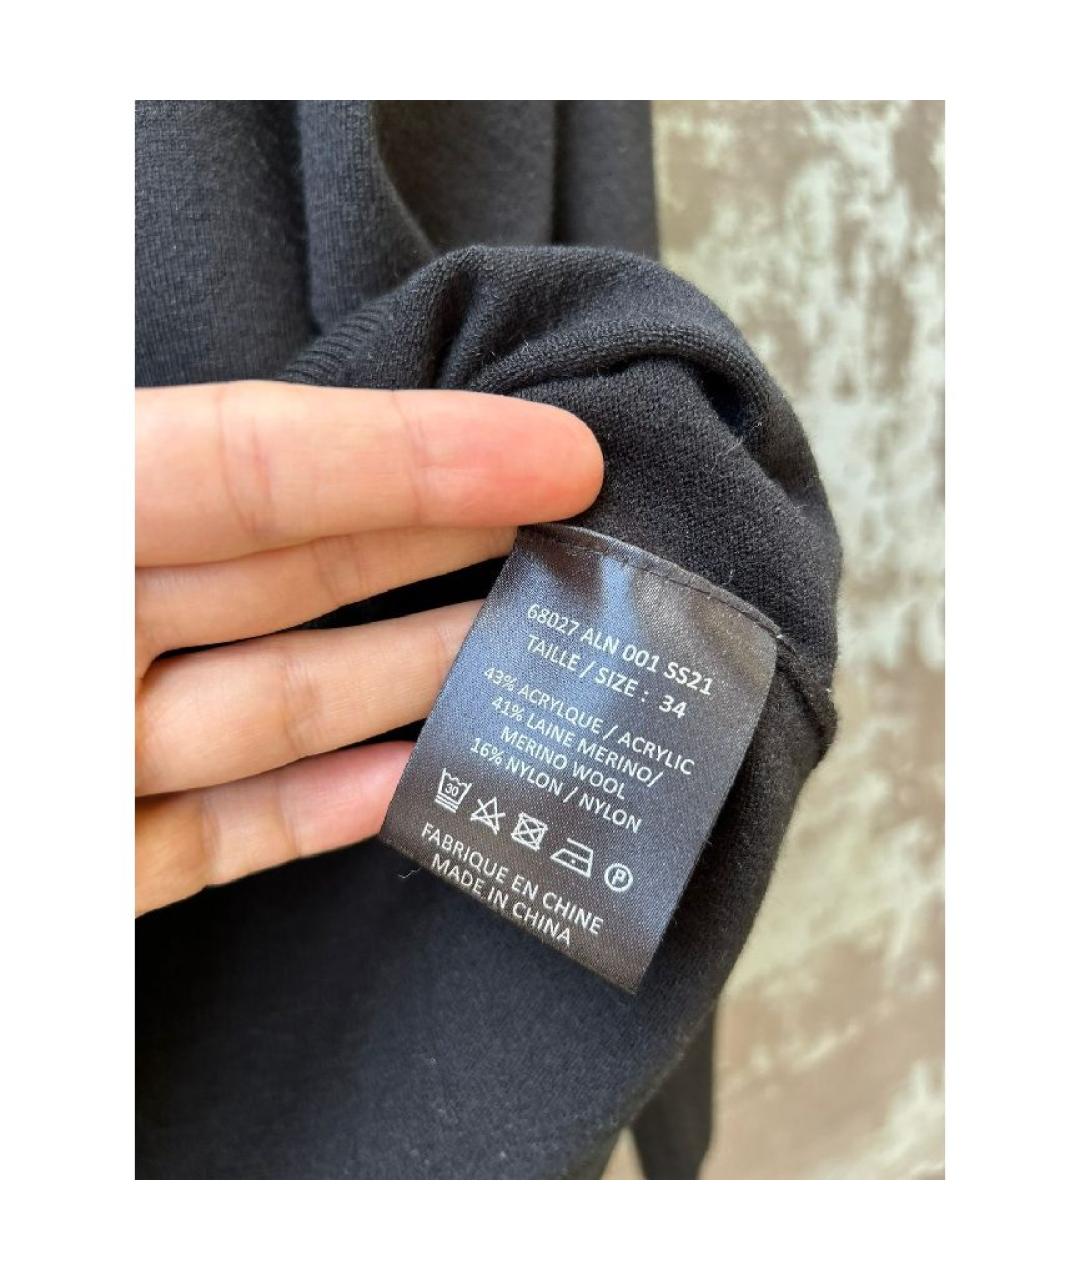 68027 ALN 001 SS21
TAILLE / SIZE : 34
43% ACRYLQUE / ACRYLIC
41% LAINE MERINO/
MERINO WOOL
16% NYLON / NYLON
30
P
FABRIQUE EN CHINE
MADE IN CHINA